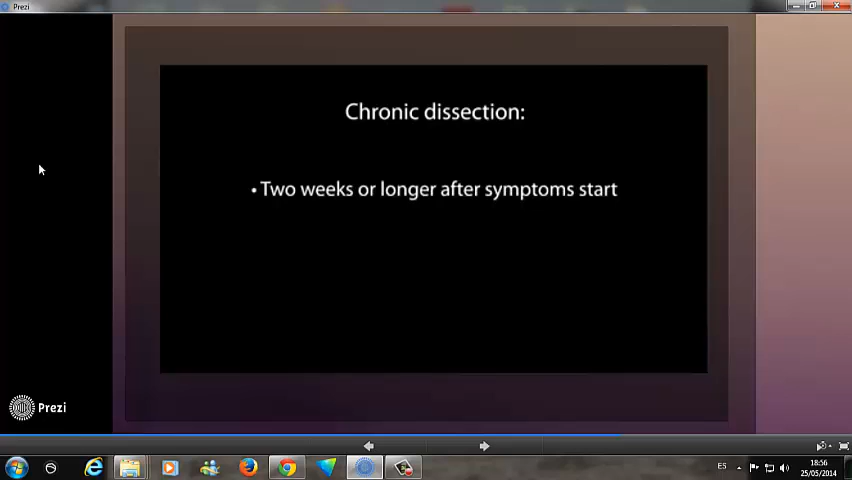 Prezi
Chronic dissection:
• Two weeks or longer after symptoms start
Prezi
ES
18:56
25/05/2014